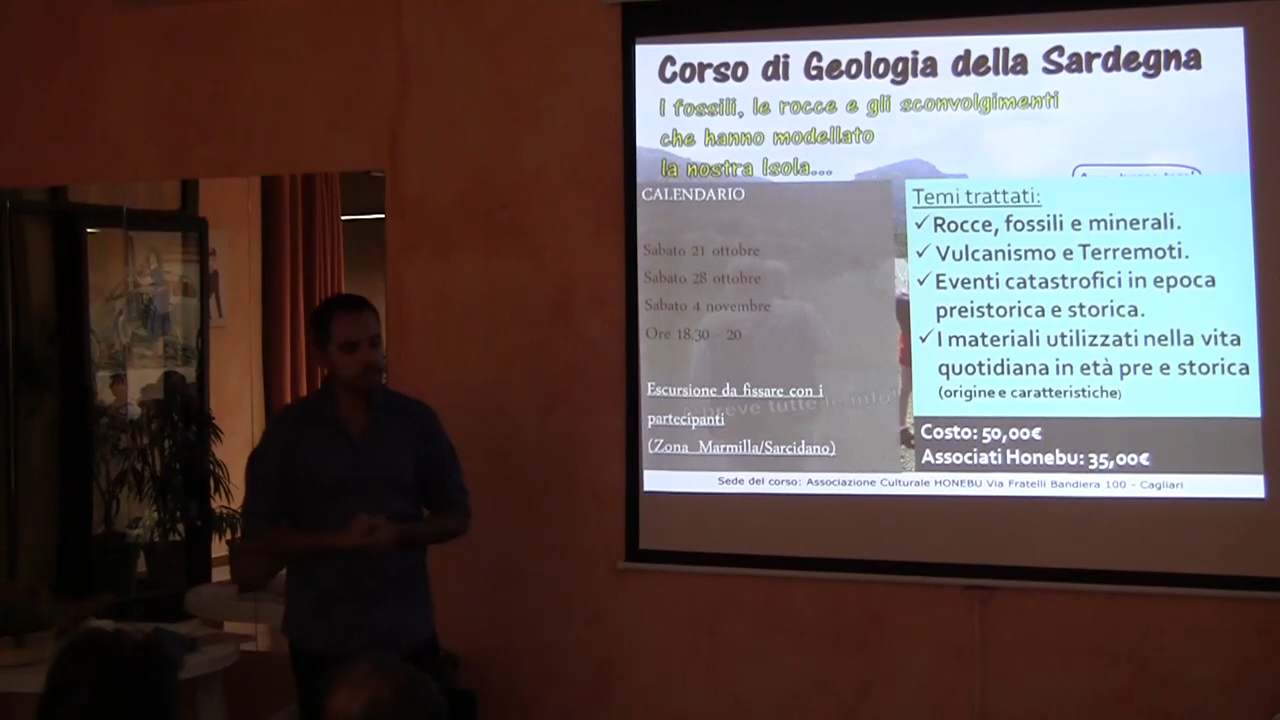 Corso di Geologia della Sardegna
I fossili, le rocce e gli sconvolgimenti
che hanno modellato
la nostra Isola...
CALENDARIO
Sabato 21 ottobre
Sabato 28 ottobre
Sabato 4 novembre
Ore 18.30 - 20
Escursione da fissare con i
partecipanti
(Zona Marmilla/Sarcidano)
breve tutte le infor
Temi trattati:
✓Rocce, fossili e minerali.
✓Vulcanismo e Terremoti.
✓Eventi catastrofici in epoca
preistorica e storica.
✓I materiali utilizzati nella vita
quotidiana in età pre e storica
(origine e caratteristiche)
Costo: 50,00€
Associati Honebu: 35,00€
Sede del corso: Associazione Culturale HONEBU Via Fratelli Bandiera 100 - Cagliari